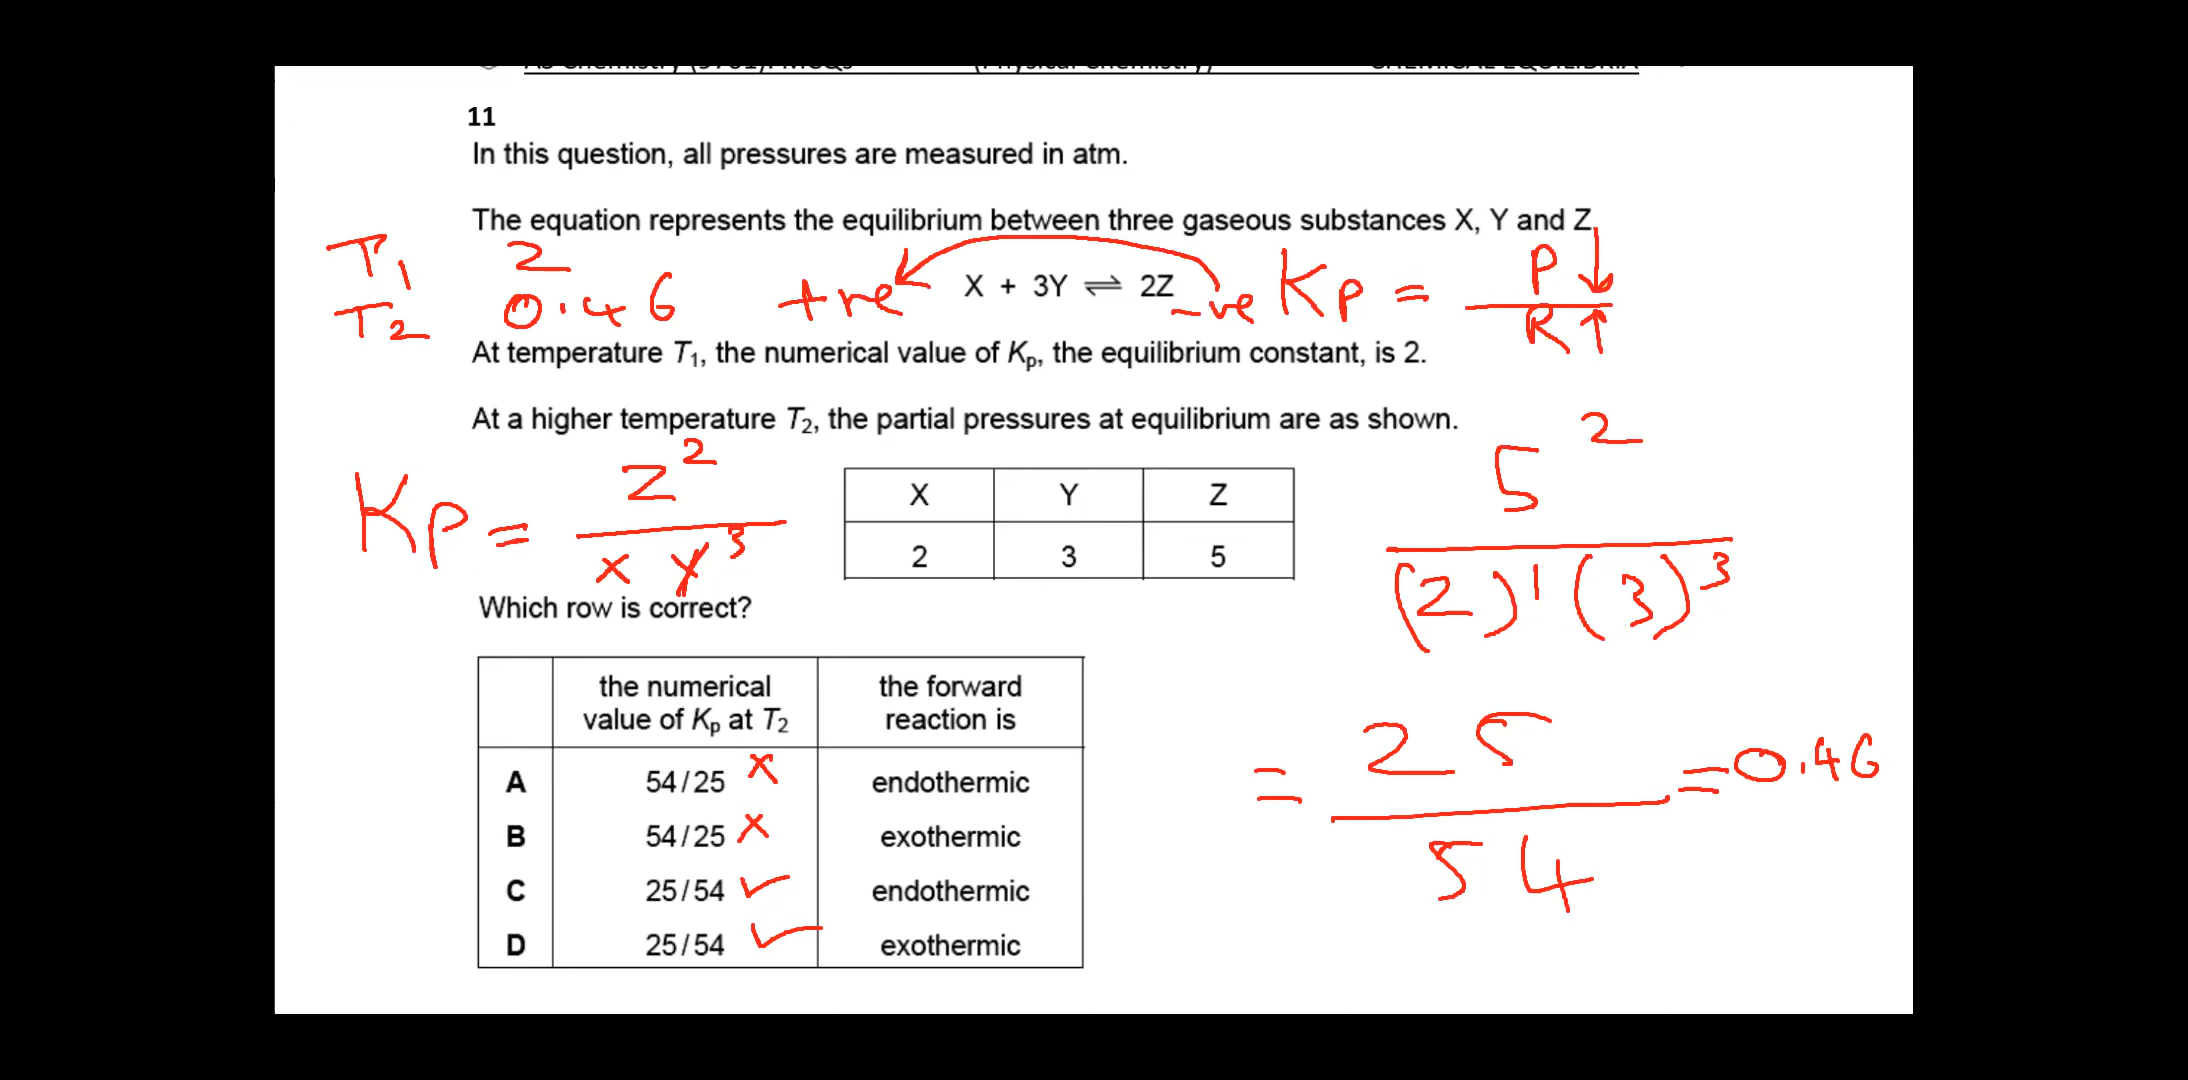 11
In this question, all pressures are measured in atm.
The equation represents the equilibrium between three gaseous substances X, Y and Z.
T1 2
T2 0.46
+ve X + 3Y ⇌ 2Z -ve
Kp = P↓ / R↑
At temperature T1, the numerical value of Kp, the equilibrium constant, is 2.
At a higher temperature T2, the partial pressures at equilibrium are as shown.
Kp = z² / x y³
X Y Z
2 3 5
5² / (2)¹ (3)³
Which row is correct?
the numerical value of Kp at T2
the forward reaction is
A 54/25 x endothermic
B 54/25 x exothermic
C 25/54 ✓ endothermic
D 25/54 ✓ exothermic
= 25 / 54 = 0.46